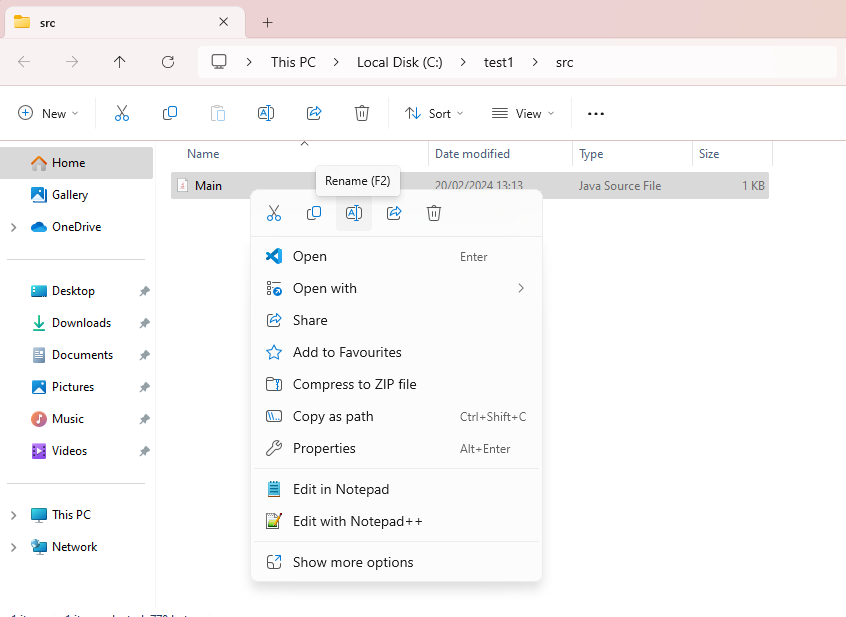 src
This PC > Local Disk (C:) > test1 > src
New
Sort
View
Name Date modified Type Size
Home
Gallery
OneDrive
Desktop
Downloads
Documents
Pictures
Music
Videos
This PC
Network
Main 20/02/2024 13:13 Java Source File 1 KB
Rename (F2)
Open Enter
Open with
Share
Add to Favourites
Compress to ZIP file
Copy as path Ctrl+Shift+C
Properties Alt+Enter
Edit in Notepad
Edit with Notepad++
Show more options